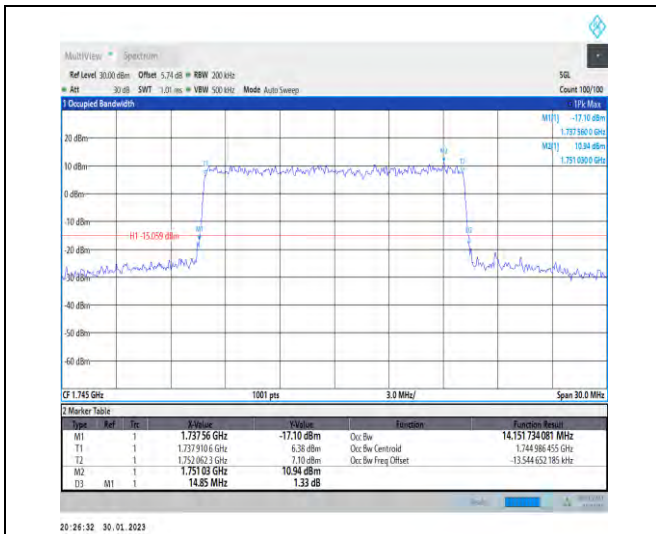 MultiView Spectrum
Ref Level 30.00 dBm Offset 5.74 dB RBW 200 kHz SGL
Att 30 dB SWT 1.01 ms VBW 500 kHz Mode Auto Sweep Count 100/100
1 Occupied Bandwidth 1Pk Max
M1[1] -17.10 dBm
1.737 560 0 GHz
M2[1] 10.94 dBm
1.751 030 0 GHz
20 dBm
M2
T1 T2
10 dBm
0 dBm
-10 dBm
M1
H1 -15.059 dBm
-20 dBm
-30 dBm
-40 dBm
-50 dBm
-60 dBm
CF 1.745 GHz 1001 pts 3.0 MHz/ Span 30.0 MHz
2 Marker Table
Type Ref Trc X-Value Y-Value Function Function Result
M1 1 1.737 56 GHz -17.10 dBm Occ Bw 14.151 734 081 MHz
T1 1 1.737 910 6 GHz 6.38 dBm Occ Bw Centroid 1.744 986 455 GHz
T2 1 1.752 062 3 GHz 7.10 dBm Occ Bw Freq Offset -13.544 652 185 kHz
M2 1 1.751 03 GHz 10.94 dBm
D3 M1 1 14.85 MHz 1.33 dB
20:26:32 30.01.2023